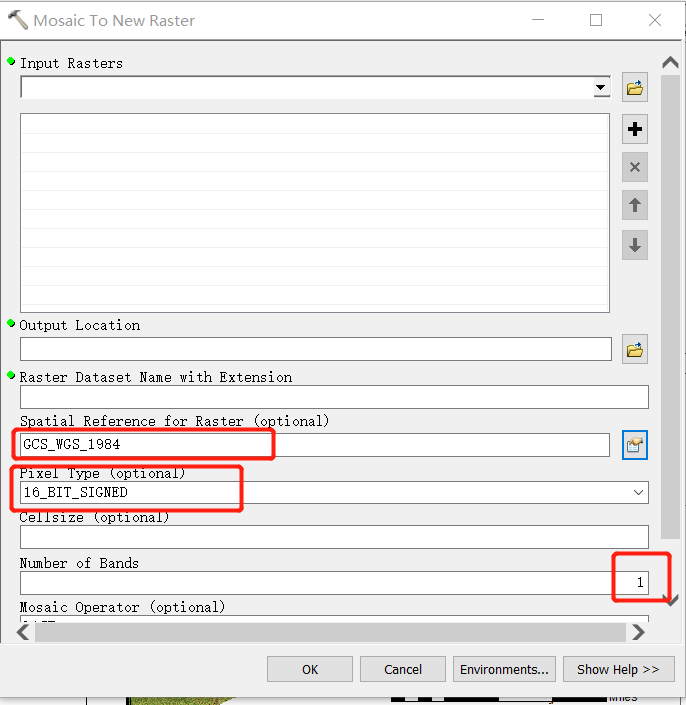 Mosaic To New Raster
Input Rasters
Output Location
Raster Dataset Name with Extension
Spatial Reference for Raster (optional)
GCS_WGS_1984
Pixel Type (optional)
16_BIT_SIGNED
Cellsize (optional)
Number of Bands
1
Mosaic Operator (optional)
OK Cancel Environments... Show Help >>
Miles